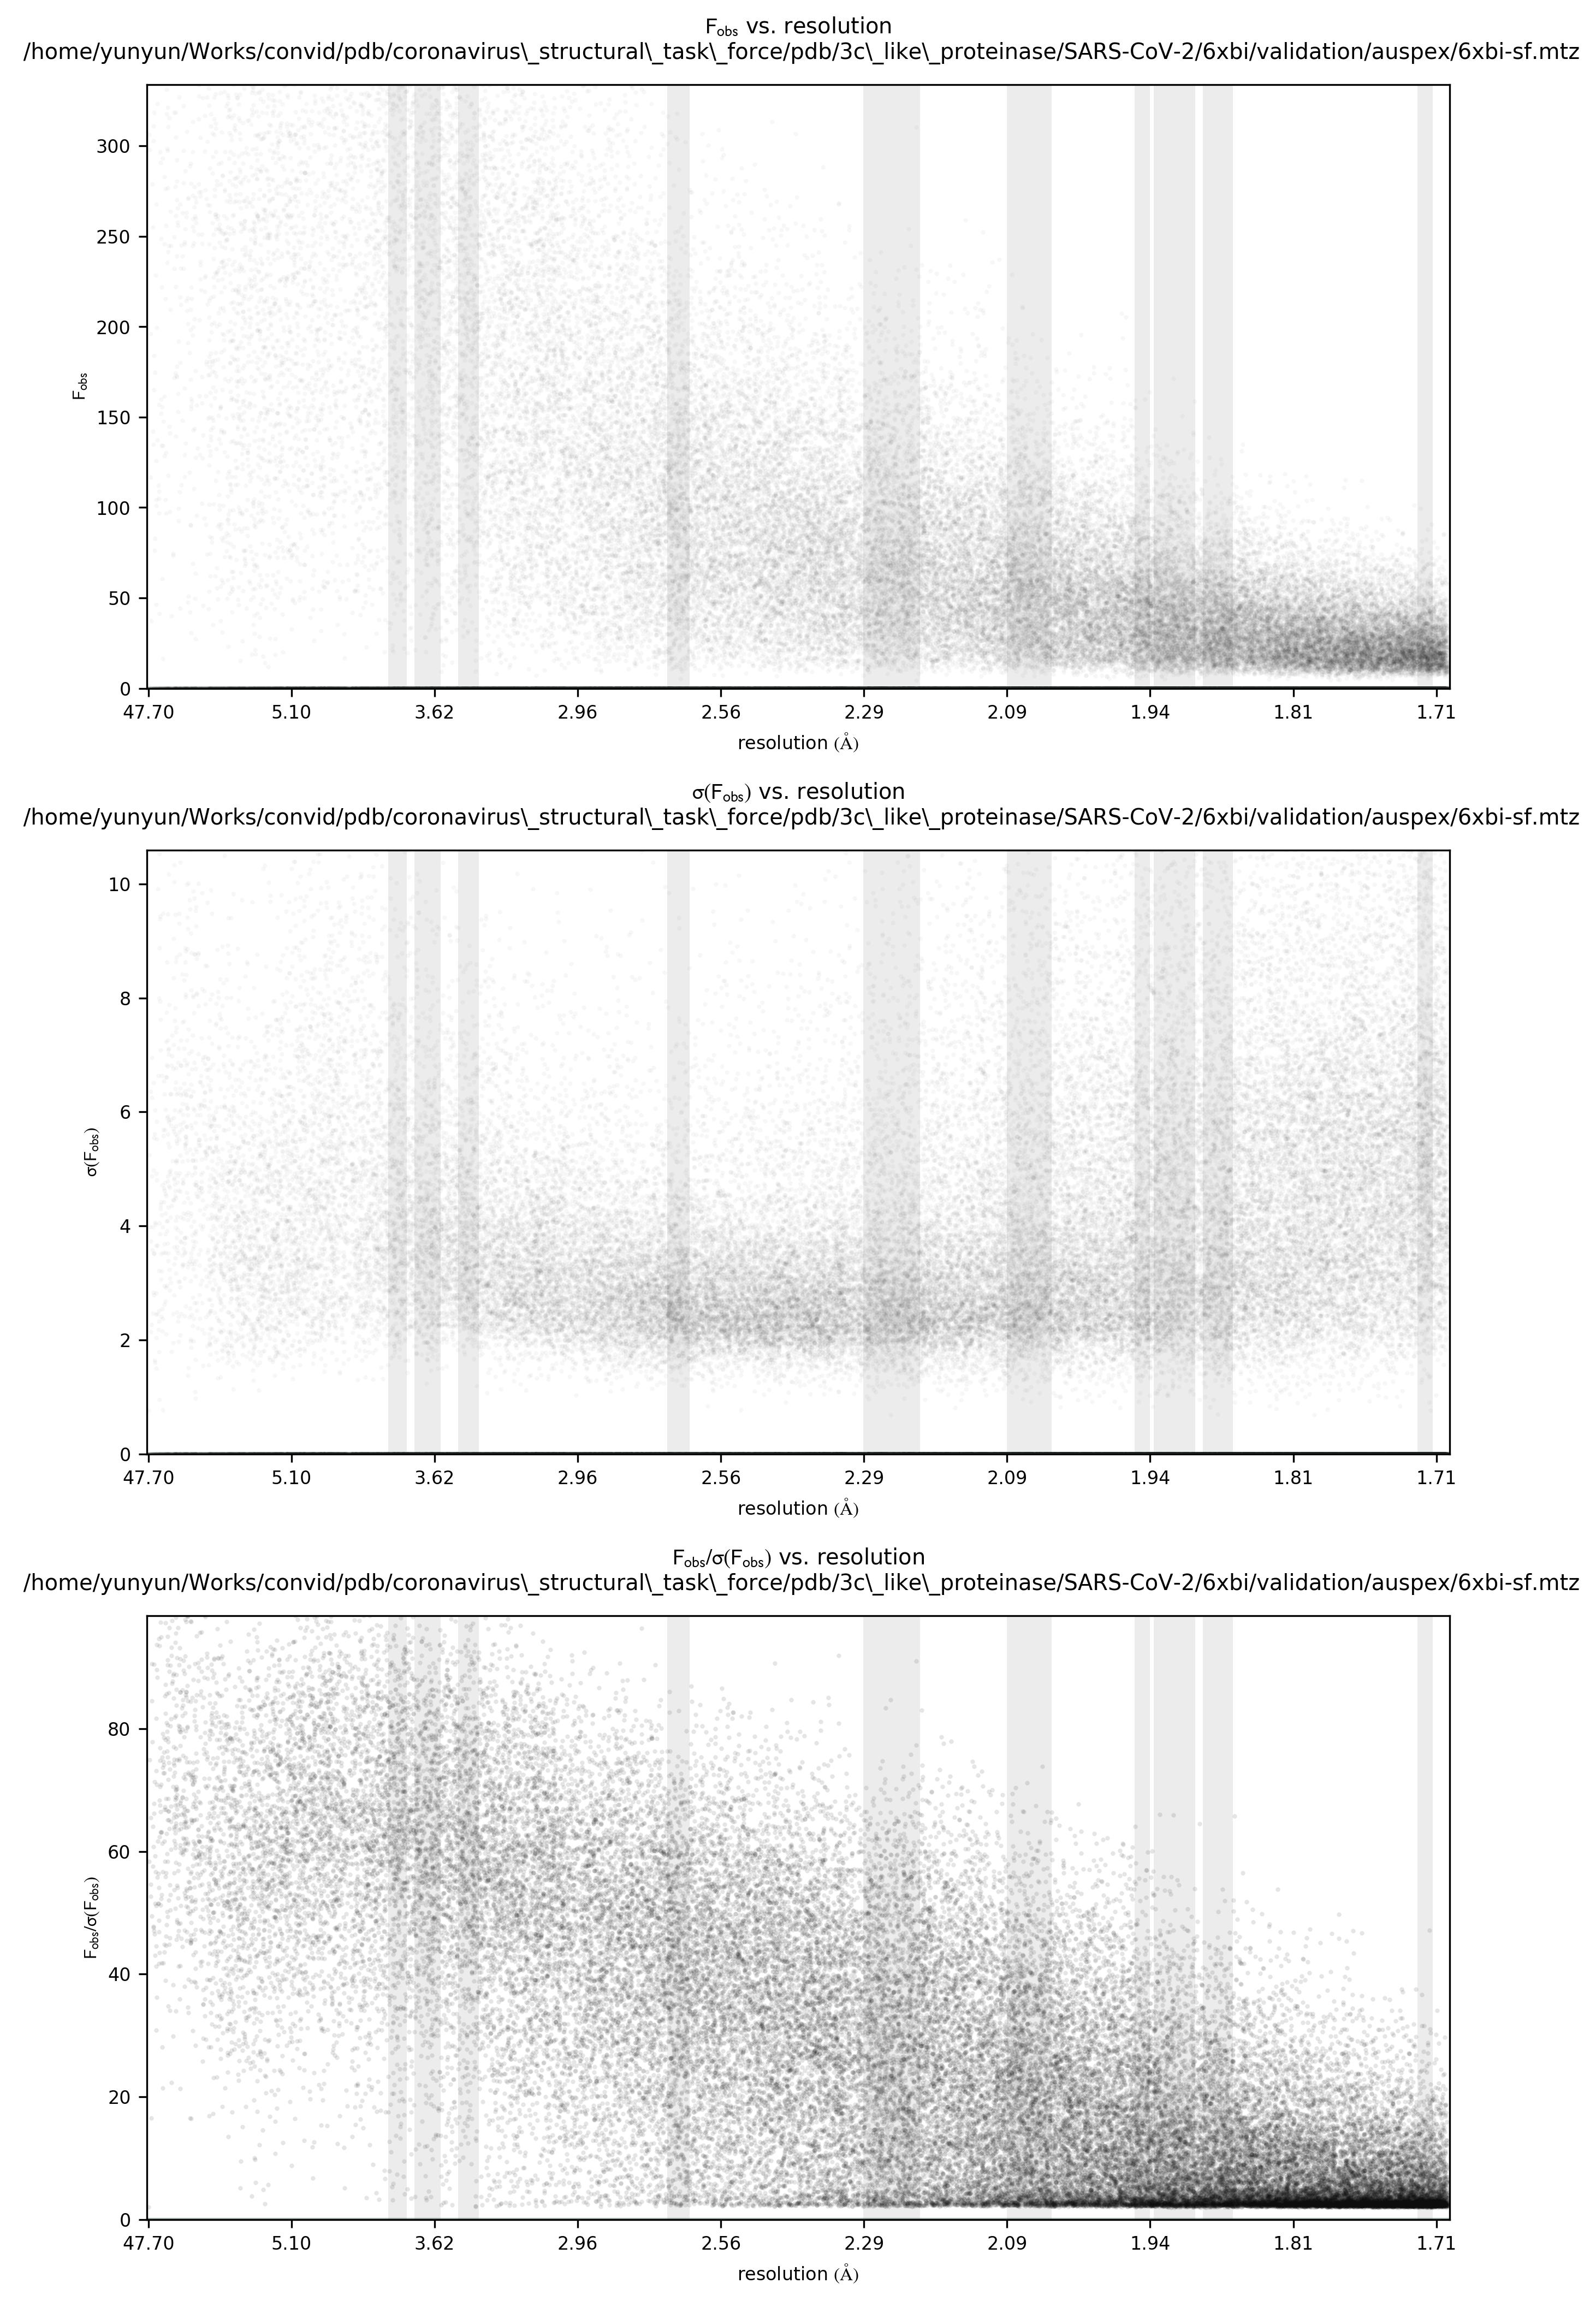 Fobs vs. resolution
/home/yunyun/Works/convid/pdb/coronavirus\_structural\_task\_force/pdb/3c\_like\_proteinase/SARS-CoV-2/6xbi/validation/auspex/6xbi-sf.mtz
300
250
200
150
100
50
0
Fobs
47.70 5.10 3.62 2.96 2.56 2.29 2.09 1.94 1.81 1.71
resolution (Å)
σ(Fobs) vs. resolution
/home/yunyun/Works/convid/pdb/coronavirus\_structural\_task\_force/pdb/3c\_like\_proteinase/SARS-CoV-2/6xbi/validation/auspex/6xbi-sf.mtz
10
8
6
4
2
0
σ(Fobs)
47.70 5.10 3.62 2.96 2.56 2.29 2.09 1.94 1.81 1.71
resolution (Å)
Fobs/σ(Fobs) vs. resolution
/home/yunyun/Works/convid/pdb/coronavirus\_structural\_task\_force/pdb/3c\_like\_proteinase/SARS-CoV-2/6xbi/validation/auspex/6xbi-sf.mtz
80
60
40
20
0
Fobs/σ(Fobs)
47.70 5.10 3.62 2.96 2.56 2.29 2.09 1.94 1.81 1.71
resolution (Å)